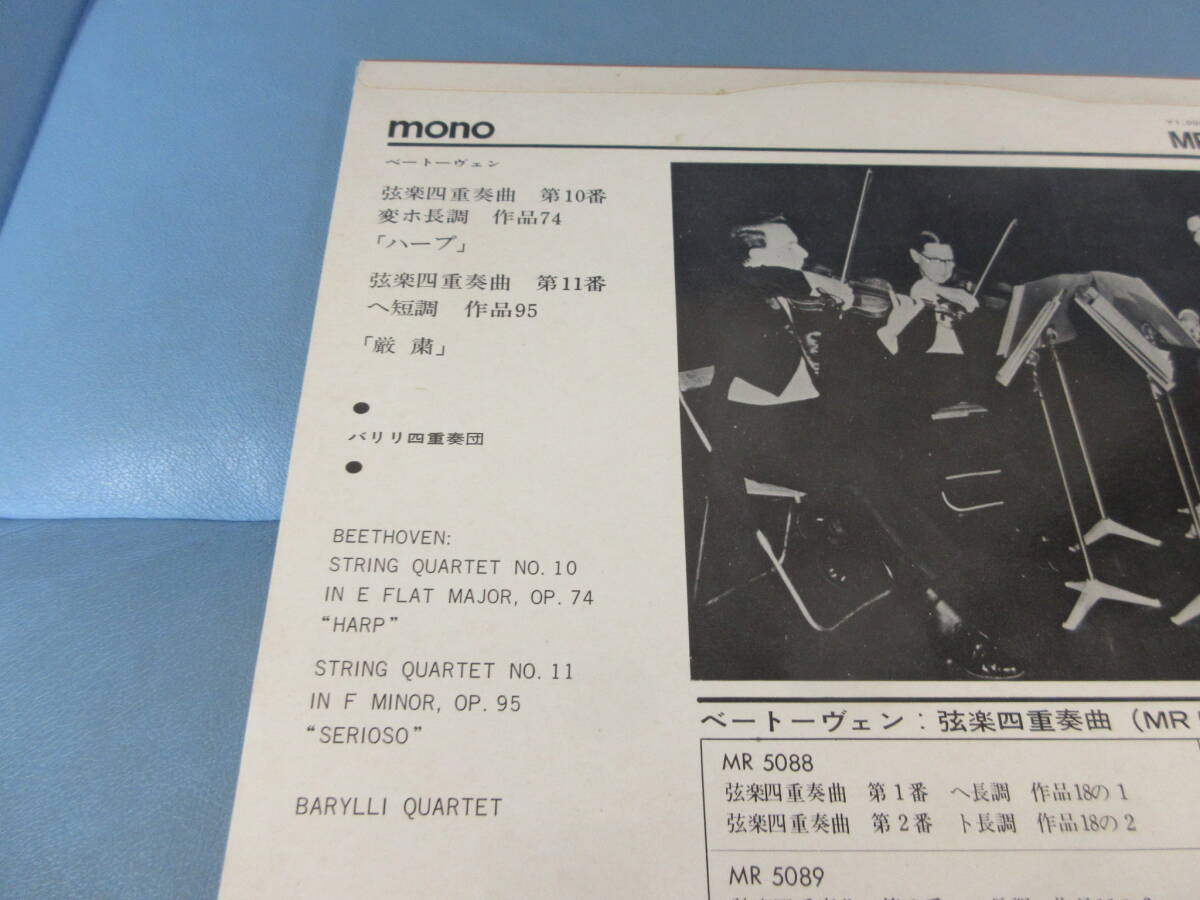 mono
ベートーヴェン
弦楽四重奏曲 第10番
変ホ長調 作品74
「ハープ」
弦楽四重奏曲 第11番
ヘ短調 作品95
「厳 粛」
●
バリリ四重奏団
●
BEETHOVEN:
STRING QUARTET NO. 10
IN E FLAT MAJOR, OP. 74
“HARP”
STRING QUARTET NO. 11
IN F MINOR, OP. 95
“SERIOSO”
BARYLLI QUARTET
ベートーヴェン：弦楽四重奏曲（MR
MR 5088
弦楽四重奏曲 第1番 ヘ長調 作品18の1
弦楽四重奏曲 第2番 ト長調 作品18の2
MR 5089